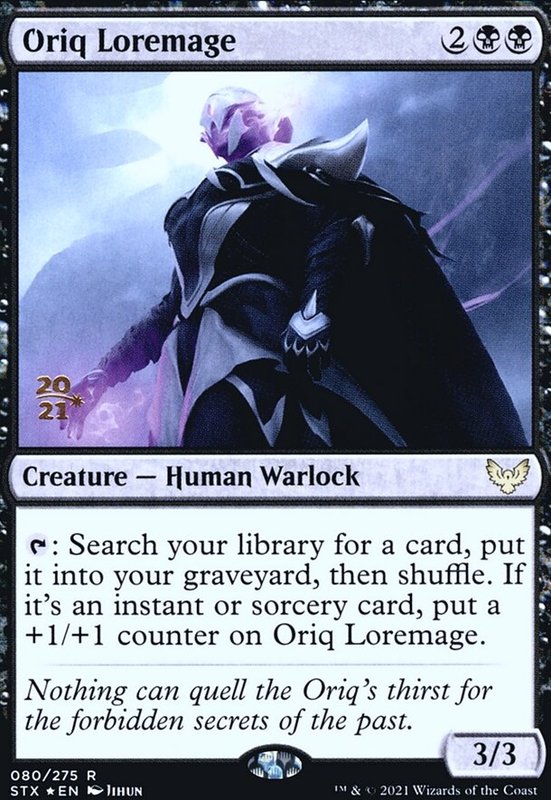 Oriq Loremage 2
20
21
Creature — Human Warlock
: Search your library for a card, put
it into your graveyard, then shuffle. If
it's an instant or sorcery card, put a
+1/+1 counter on Oriq Loremage.
Nothing can quell the Oriq's thirst for
the forbidden secrets of the past.
3/3
080/275 R
STX ★ EN JIHUN
™ & © 2021 Wizards of the Coast